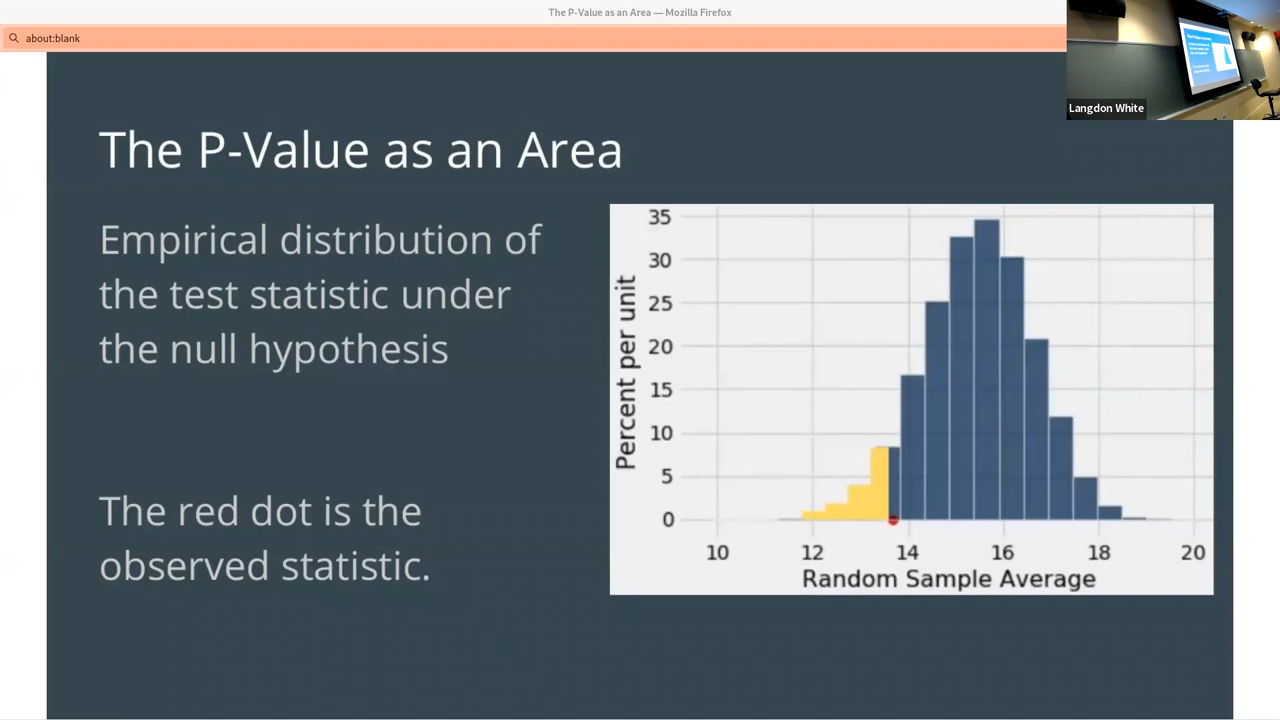 The P-Value as an Area — Mozilla Firefox
about:blank
Langdon White
The P-Value as an Area
Empirical distribution of
the test statistic under
the null hypothesis
The red dot is the
observed statistic.
Percent per unit
35
30
25
20
15
10
5
0
10 12 14 16 18 20
Random Sample Average